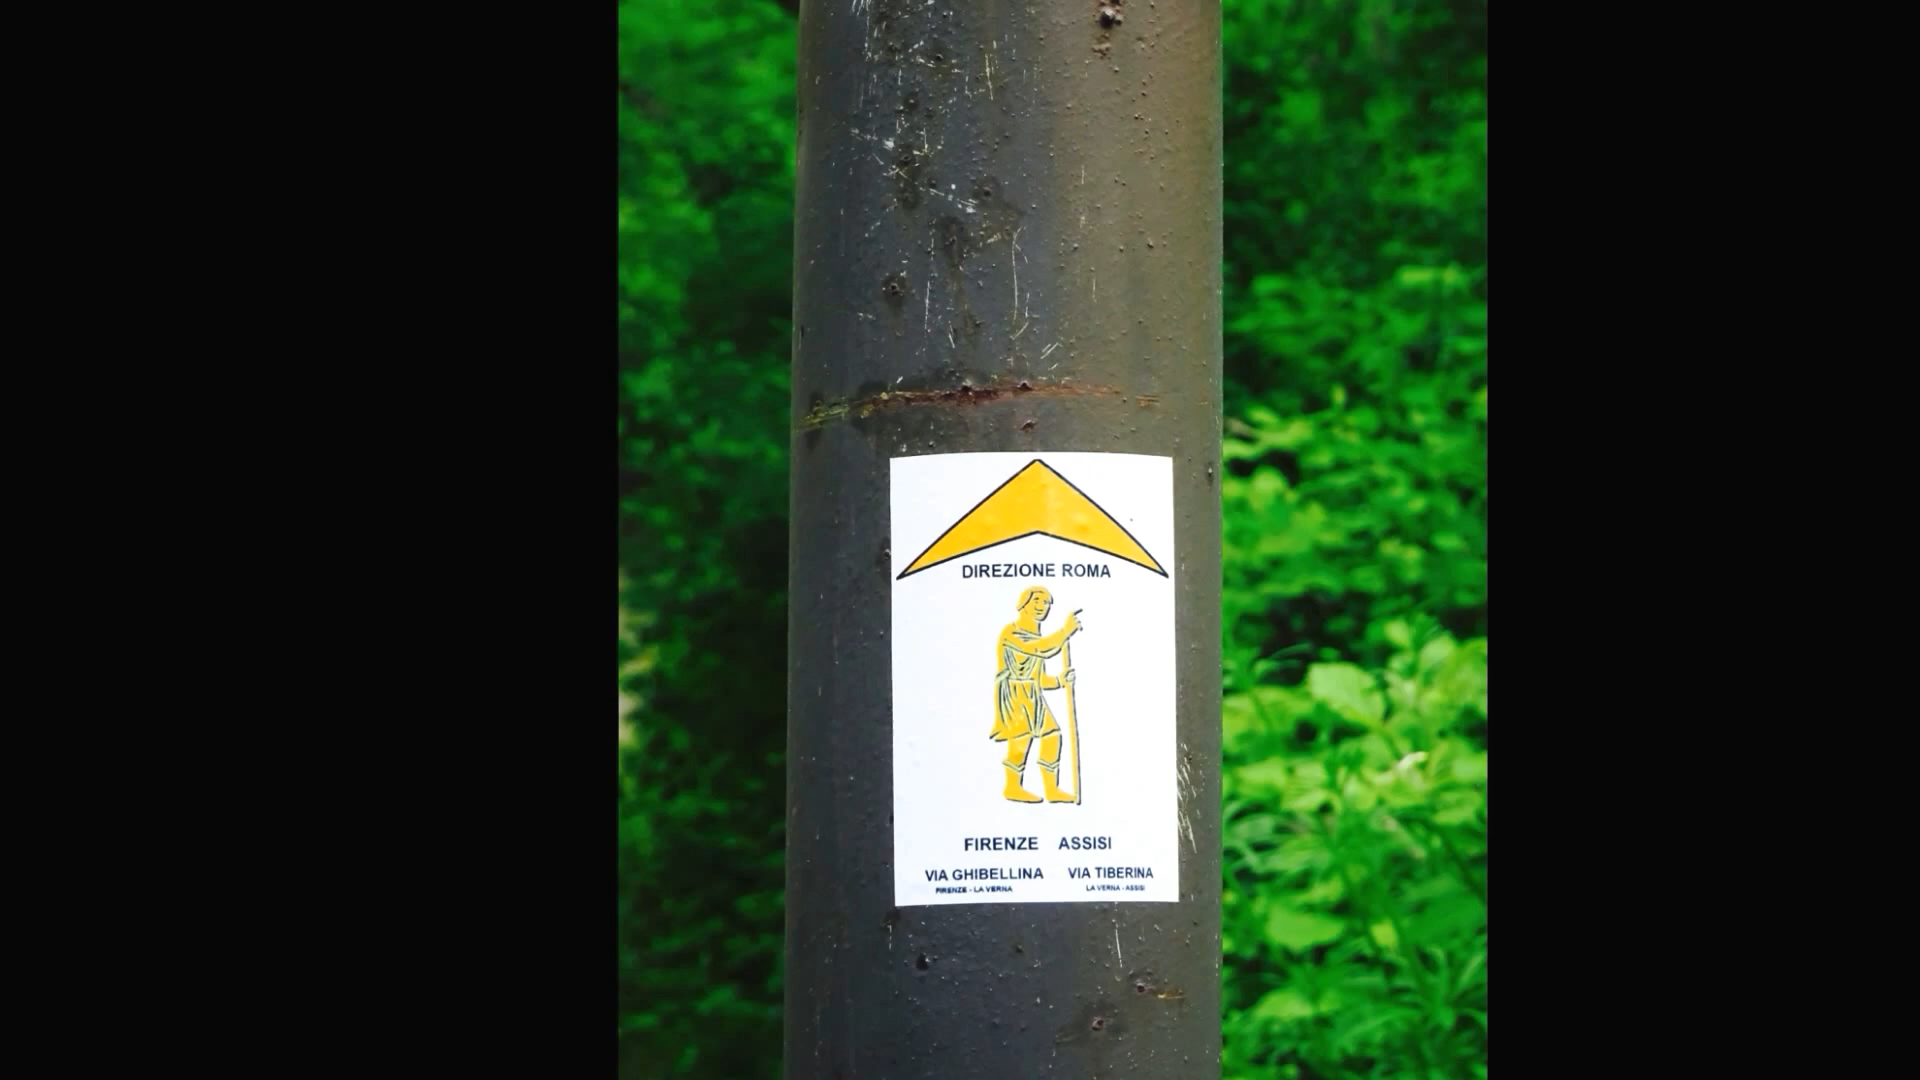 DIREZIONE ROMA
FIRENZE ASSISI
VIA GHIBELLINA VIA TIBERINA
FIRENZE - LA VERNA LA VERNA - ASSISI